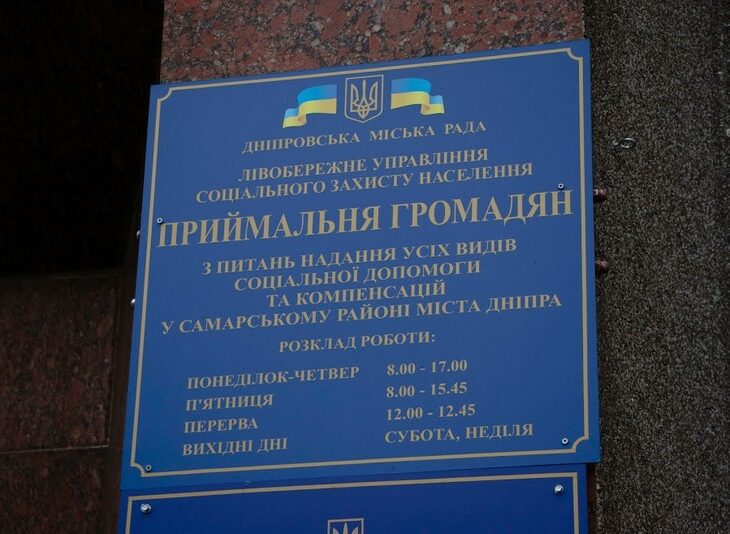 ДНІПРОВСЬКА МІСЬКА РАДА
ЛІВОБЕРЕЖНЕ УПРАВЛІННЯ
СОЦІАЛЬНОГО ЗАХИСТУ НАСЕЛЕННЯ
ПРИЙМАЛЬНЯ ГРОМАДЯН
З ПИТАНЬ НАДАННЯ УСІХ ВИДІВ
СОЦІАЛЬНОЇ ДОПОМОГИ
ТА КОМПЕНСАЦІЙ
У САМАРСЬКОМУ РАЙОНІ МІСТА ДНІПРА
РОЗКЛАД РОБОТИ:
ПОНЕДІЛОК-ЧЕТВЕР 8.00 - 17.00
П'ЯТНИЦЯ 8.00 - 15.45
ПЕРЕРВА 12.00 - 12.45
ВИХІДНІ ДНІ СУБОТА, НЕДІЛЯ